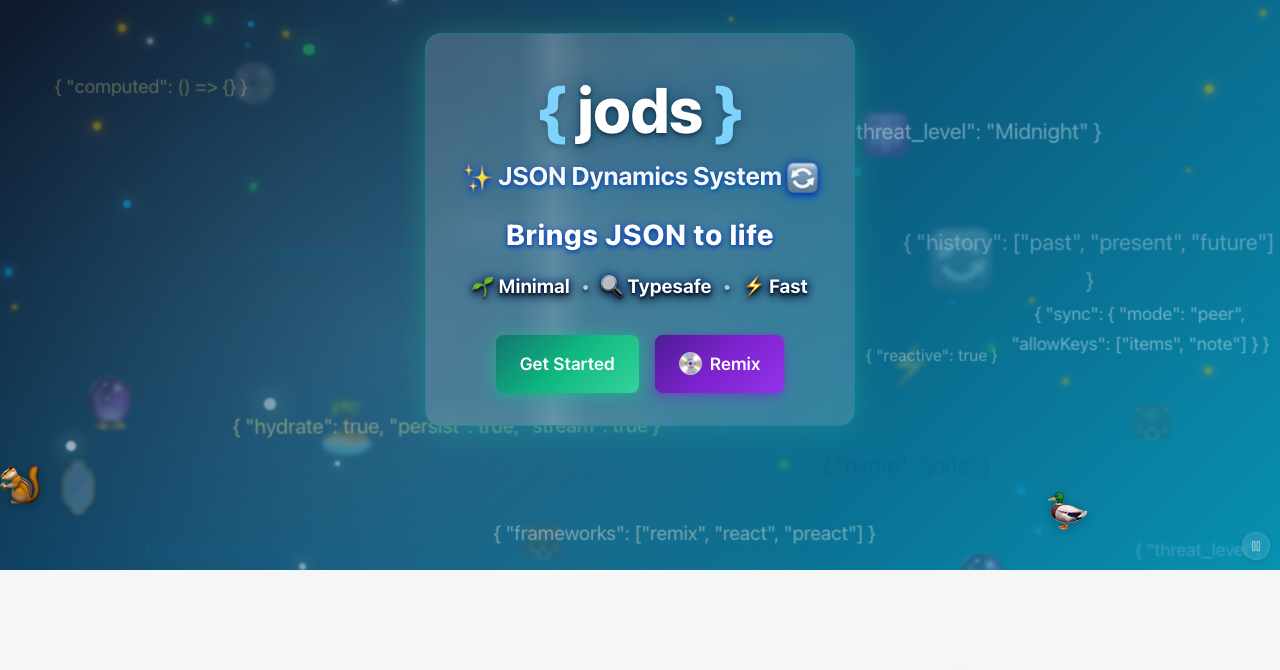 { "computed": () => {} }
{ jods }
threat_level": "Midnight" }
✨ JSON Dynamics System 🔄
Brings JSON to life
{ "history": ["past", "present", "future"]
}
🌱 Minimal • 🔍 Typesafe • ⚡ Fast
{ "sync": { "mode": "peer",
"allowKeys": ["items", "note"] } }
{ "reactive": true }
Get Started
💿 Remix
{ "hydrate": true, "persist": true, "stream": true }
{ "name": "jods" }
{ "frameworks": ["remix", "react", "preact"] }
{ "threat_leve